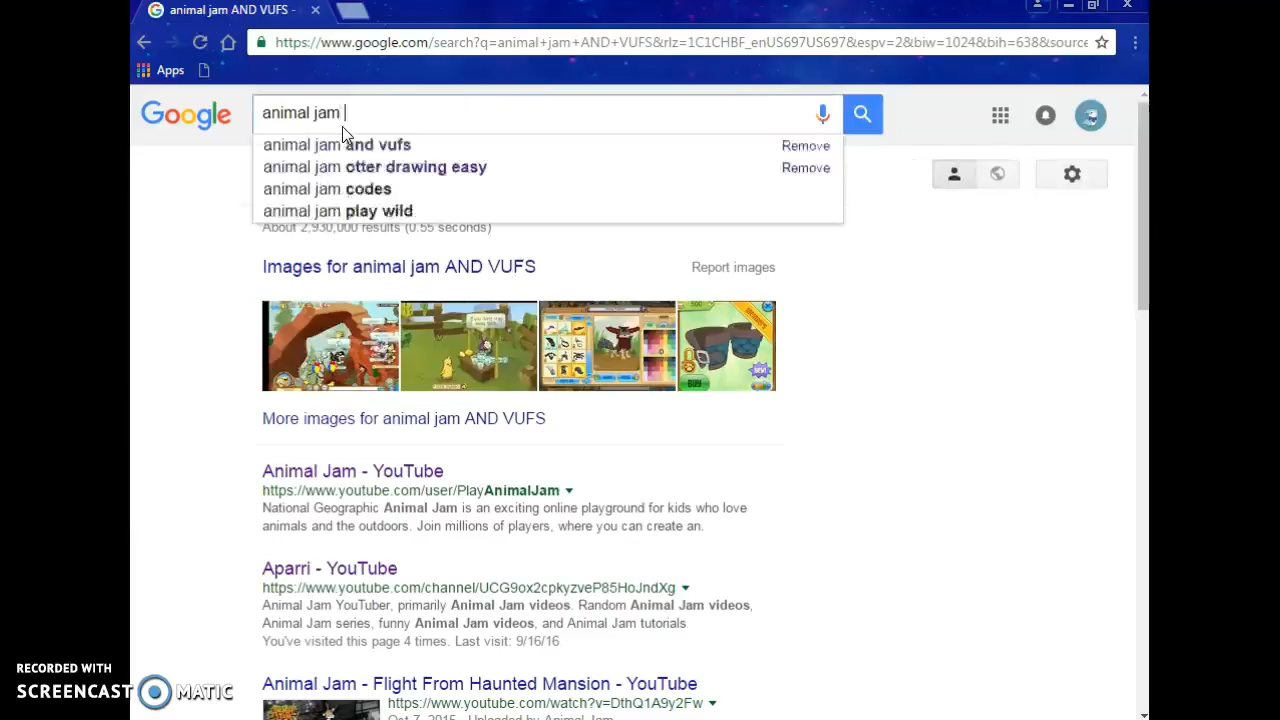 animal jam AND VUFS -
https://www.google.com/search?q=animal+jam+AND+VUFS&rlz=1C1CHBF_enUS697US697&espv=2&biw=1024&bih=638&source
Apps
Google
animal jam
animal jam and vufs Remove
animal jam otter drawing easy Remove
animal jam codes
animal jam play wild
About 2,930,000 results (0.55 seconds)
Images for animal jam AND VUFS Report images
BUY
More images for animal jam AND VUFS
Animal Jam - YouTube
https://www.youtube.com/user/PlayAnimalJam
National Geographic Animal Jam is an exciting online playground for kids who love
animals and the outdoors. Join millions of players, where you can create an.
Aparri - YouTube
https://www.youtube.com/channel/UCG9ox2cpkyzveP85HoJndXg
Animal Jam YouTuber, primarily Animal Jam videos. Random Animal Jam videos,
Animal Jam series, funny Animal Jam videos, and Animal Jam tutorials
You've visited this page 4 times. Last visit: 9/16/16
Animal Jam - Flight From Haunted Mansion - YouTube
https://www.youtube.com/watch?v=DthQ1A9y2Fw
Oct 7, 2015 - Uploaded by Animal Jam
RECORDED WITH
SCREENCAST MATIC